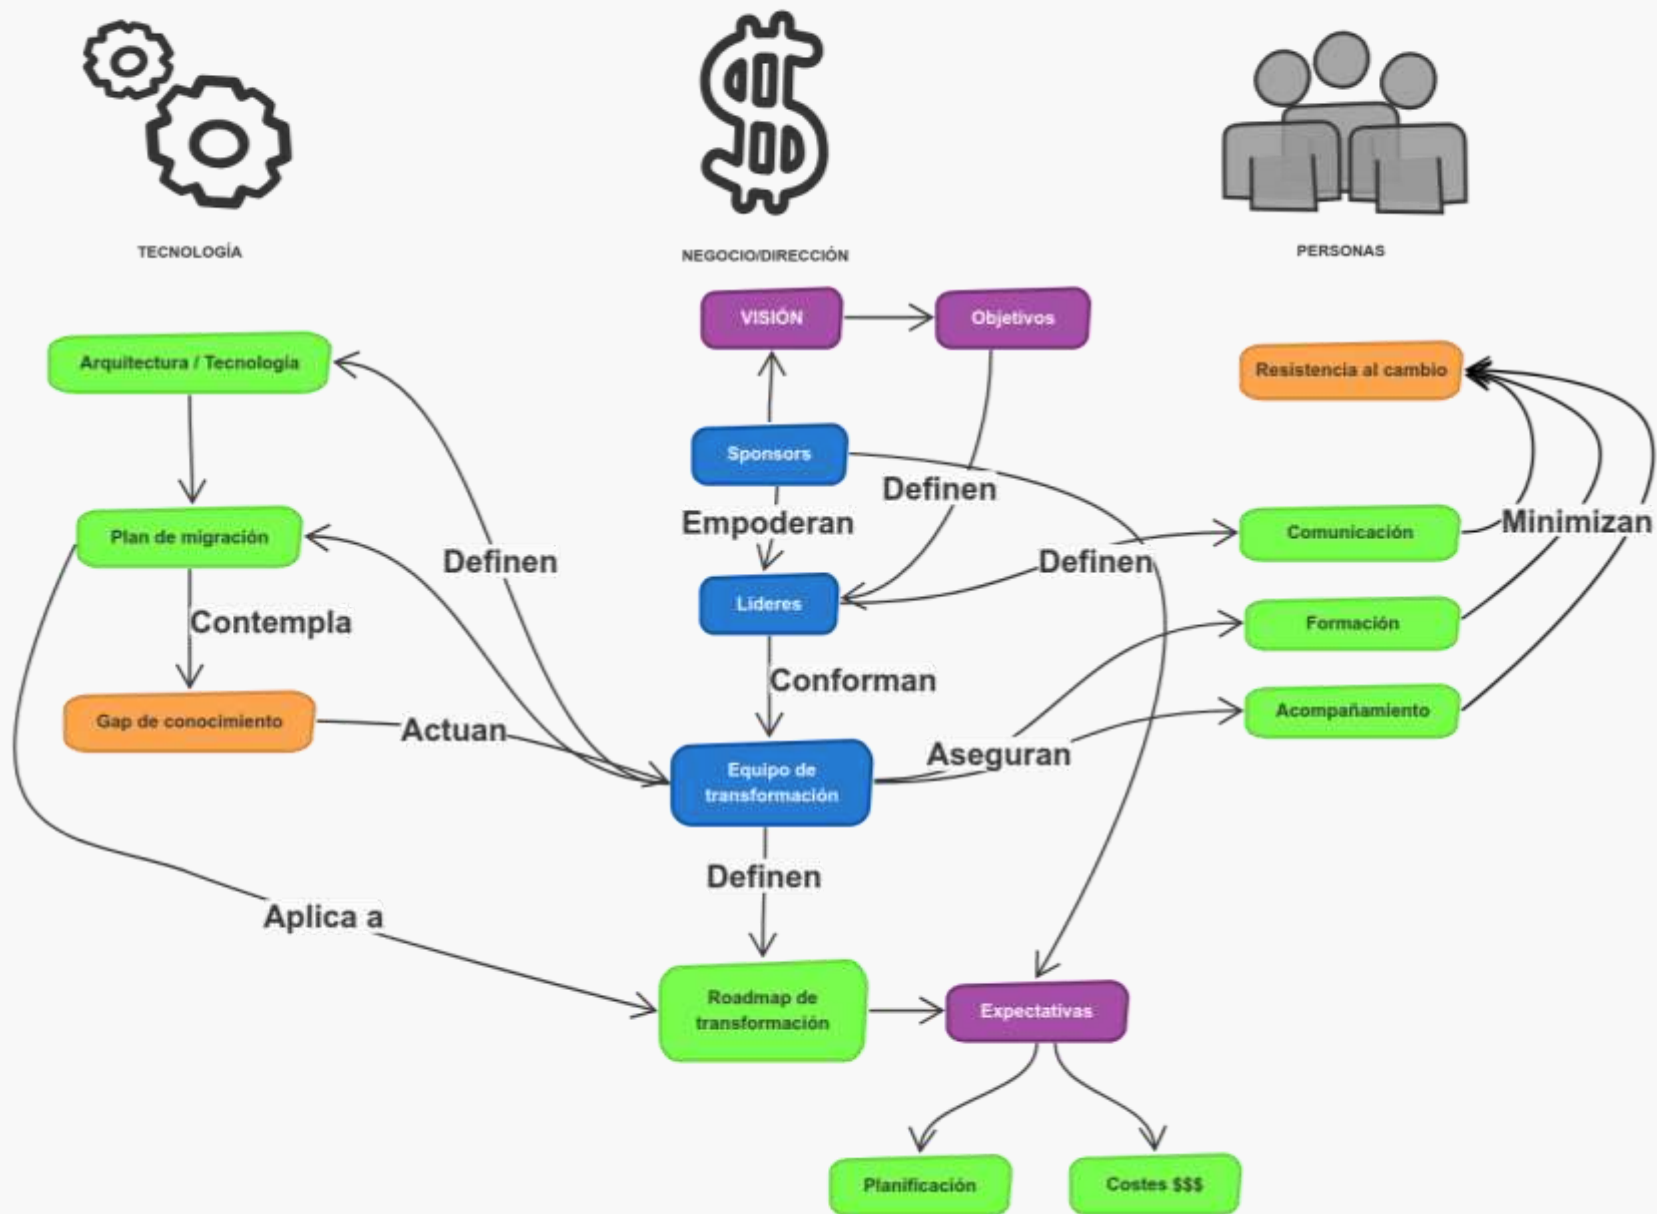 TECNOLOGÍA
NEGOCIO/DIRECCIÓN
PERSONAS
VISIÓN
Objetivos
Arquitectura / Tecnología
Resistencia al cambio
Sponsors
Definen
Empoderan
Plan de migración
Comunicación
Minimizan
Definen
Definen
Líderes
Contempla
Formación
Conforman
Gap de conocimiento
Actuan
Acompañamiento
Aseguran
Equipo de
transformación
Definen
Aplica a
Roadmap de
transformación
Expectativas
Planificación
Costes $$$